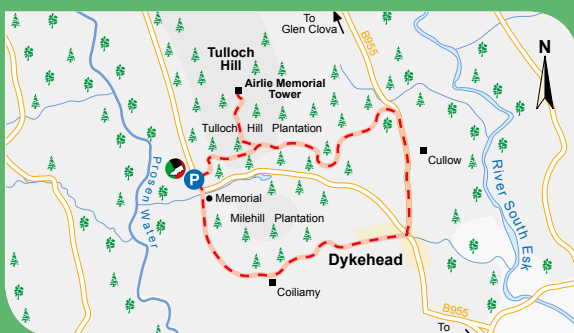 To
Glen Clova
B955
River South Esk
N
Tulloch
Hill
Airlie Memorial
Tower
Tulloch Hill Plantation
Cullow
Prosen Water
P
Memorial
Milehill Plantation
Dykehead
Coiliamy
B955
To